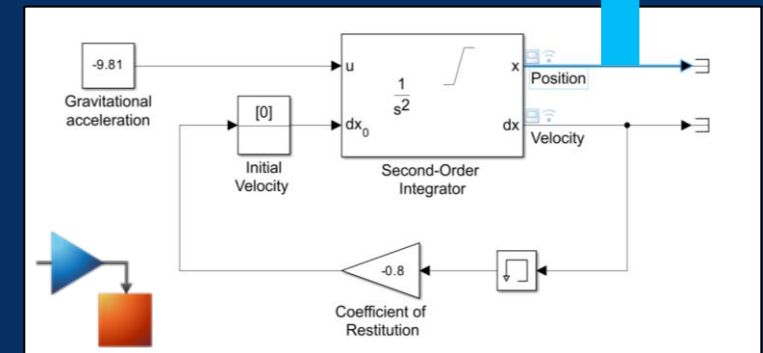 -9.81
Gravitational
acceleration
[0]
Initial
Velocity
u
dx0
1
s2
x
dx
Second-Order
Integrator
Position
Velocity
-0.8
Coefficient of
Restitution